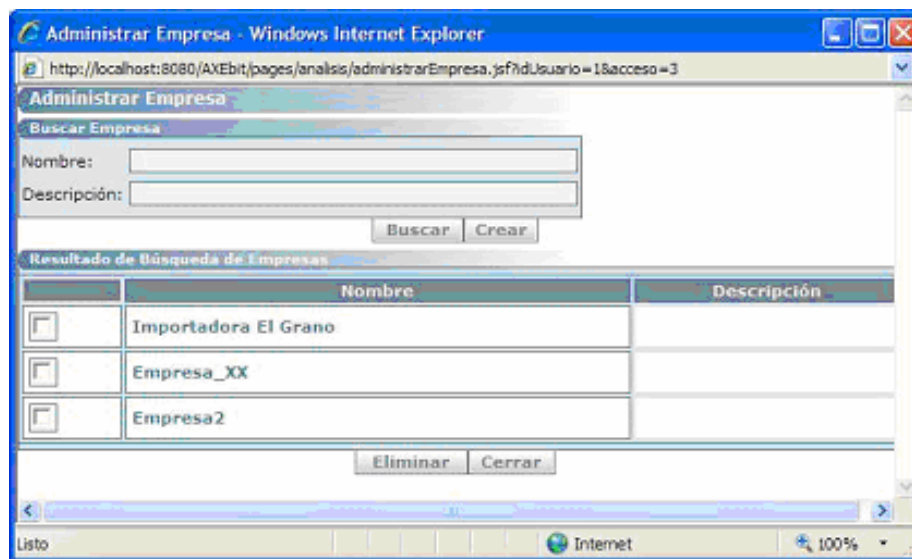 Administrar Empresa - Windows Internet Explorer
http://localhost:8080/AXEbit/pages/analisis/administrarEmpresa.jsf?idUsuario=1&acceso=3
Administrar Empresa
Buscar Empresa
Nombre:
Descripción:
Buscar Crear
Resultado de Búsqueda de Empresas
Nombre Descripción
Importadora El Grano
Empresa_XX
Empresa2
Eliminar Cerrar
Listo Internet 100%